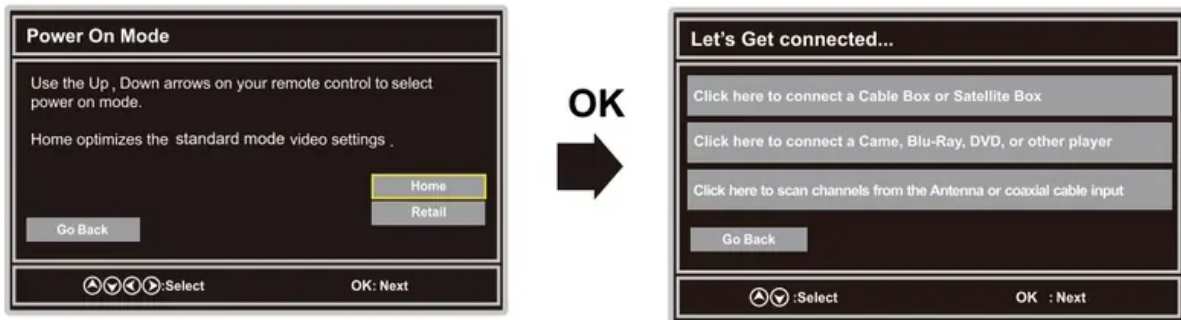 Power On Mode
Use the Up , Down arrows on your remote control to select
power on mode.
Home optimizes the standard mode video settings .
Home
Retail
Go Back
:Select OK: Next
OK
Let's Get connected...
Click here to connect a Cable Box or Satellite Box
Click here to connect a Came, Blu-Ray, DVD, or other player
Click here to scan channels from the Antenna or coaxial cable input
Go Back
:Select OK : Next